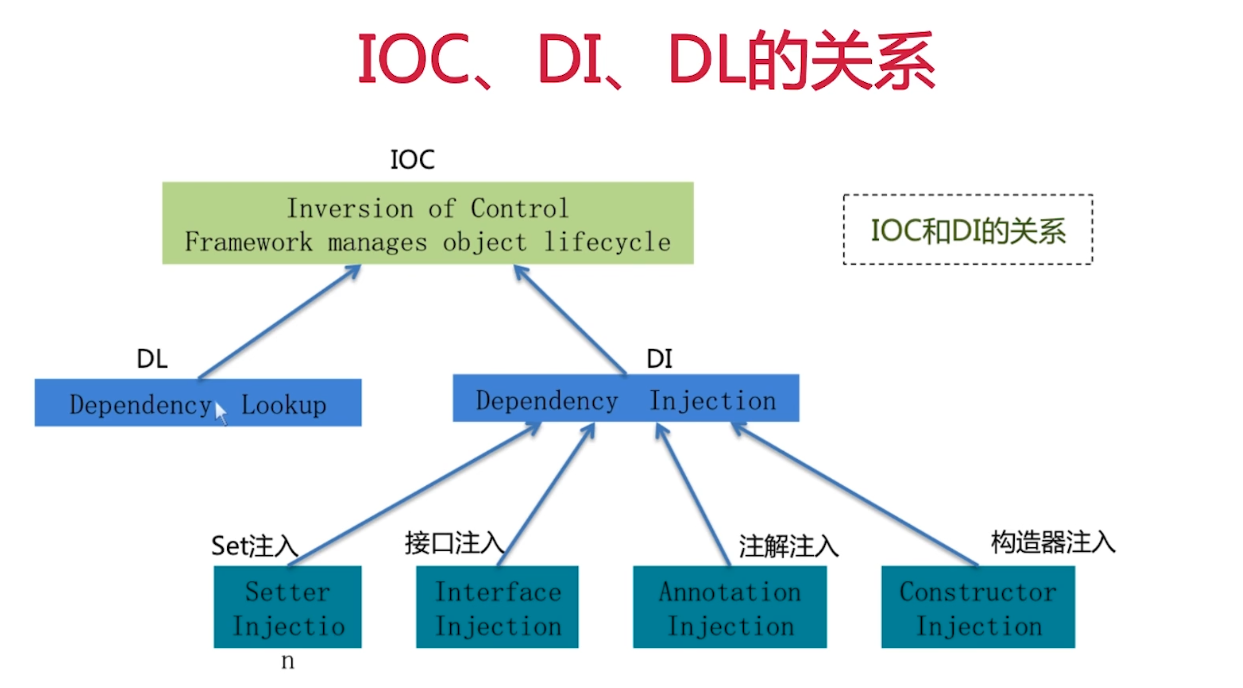 IOC、DI、DL的关系
IOC
Inversion of Control
Framework manages object lifecycle
IOC和DI的关系
DL
Dependency Lookup
DI
Dependency Injection
Set注入
Setter
Injectio
n
接口注入
Interface
Injection
注解注入
Annotation
Injection
构造器注入
Constructor
Injection